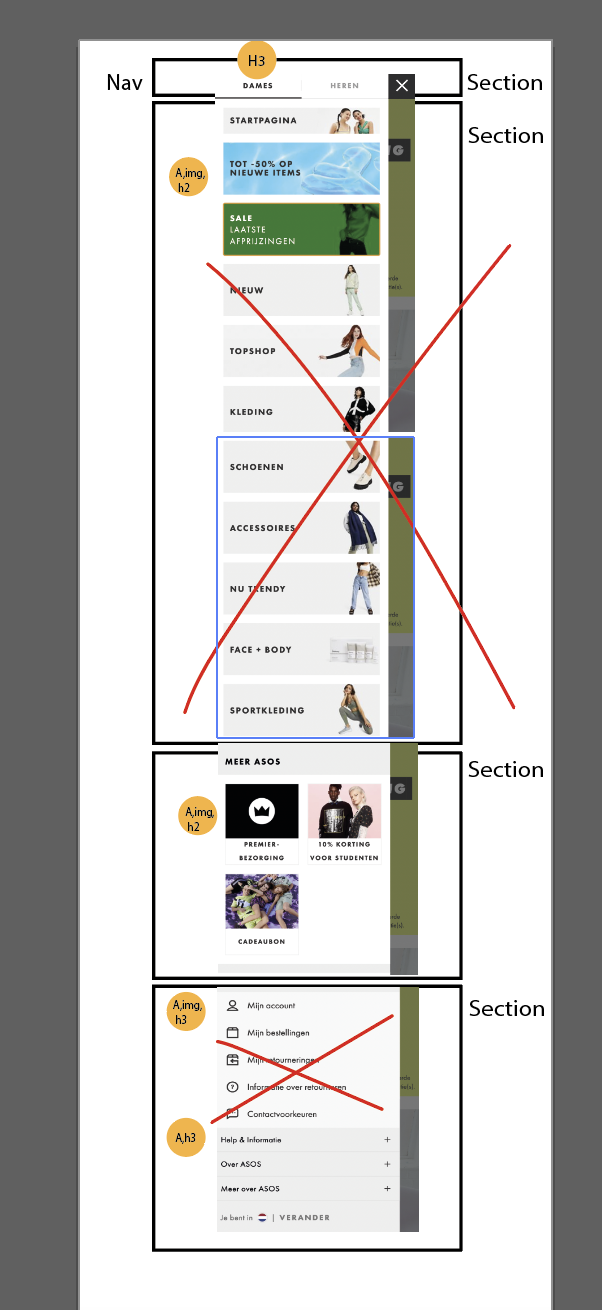 H3
Nav
Section
DAMES
HEREN
Section
STARTPAGINA
A,img,
h2
TOT -50% OP
NIEUWE ITEMS
SALE
LAATSTE
AFPRIJZINGEN
NIEUW
TOPSHOP
KLEDING
SCHOENEN
ACCESSOIRES
NU TRENDY
FACE + BODY
SPORTKLEDING
Section
MEER ASOS
A,img,
h2
PREMIER-
BEZORGING
10% KORTING
VOOR STUDENTEN
CADEAUBON
Section
A,img,
h3
Mijn account
Mijn bestellingen
Mijn retourneringen
Informatie over retourneren
Contactvoorkeuren
A,h3
Help & Informatie +
Over ASOS +
Meer over ASOS +
Je bent in | VERANDER